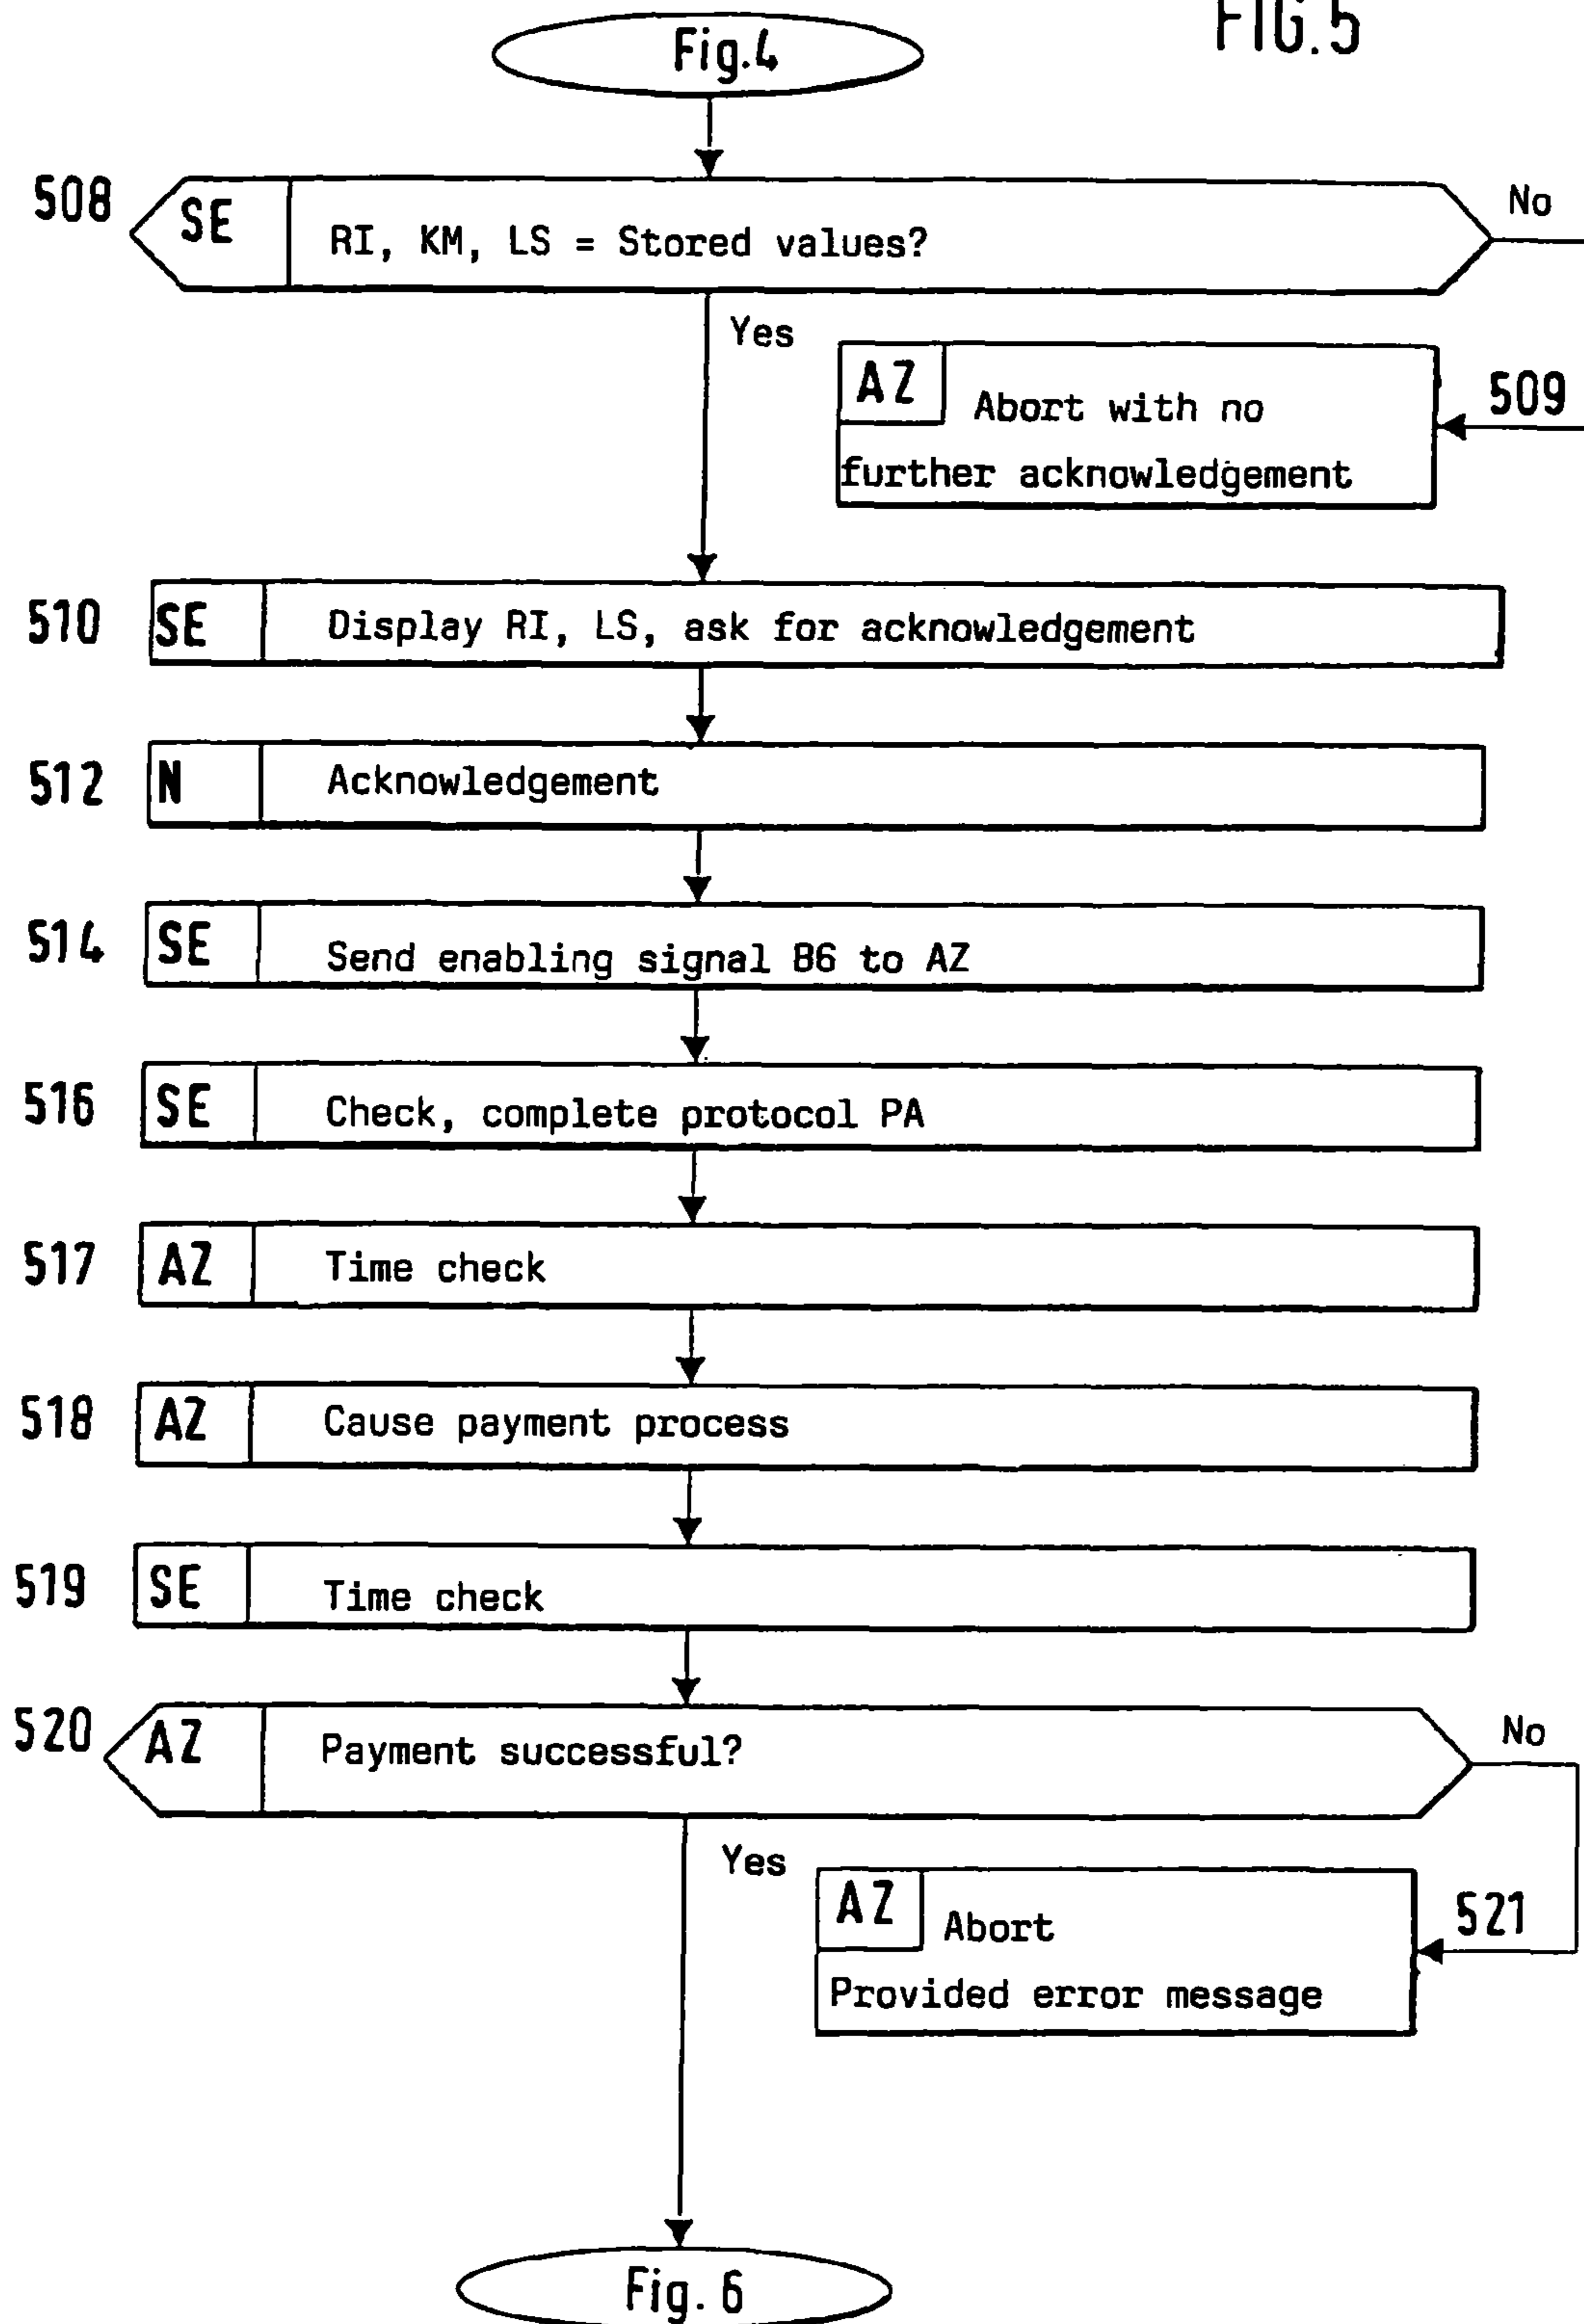 FIG.5
Fig.4
508 SE RI, KM, LS = Stored values? No
Yes
AZ Abort with no 509
further acknowledgement
510 SE Display RI, LS, ask for acknowledgement
512 N Acknowledgement
514 SE Send enabling signal 86 to AZ
516 SE Check, complete protocol PA
517 AZ Time check
518 AZ Cause payment process
519 SE Time check
520 AZ Payment successful? No
Yes
AZ Abort 521
Provided error message
Fig. 6